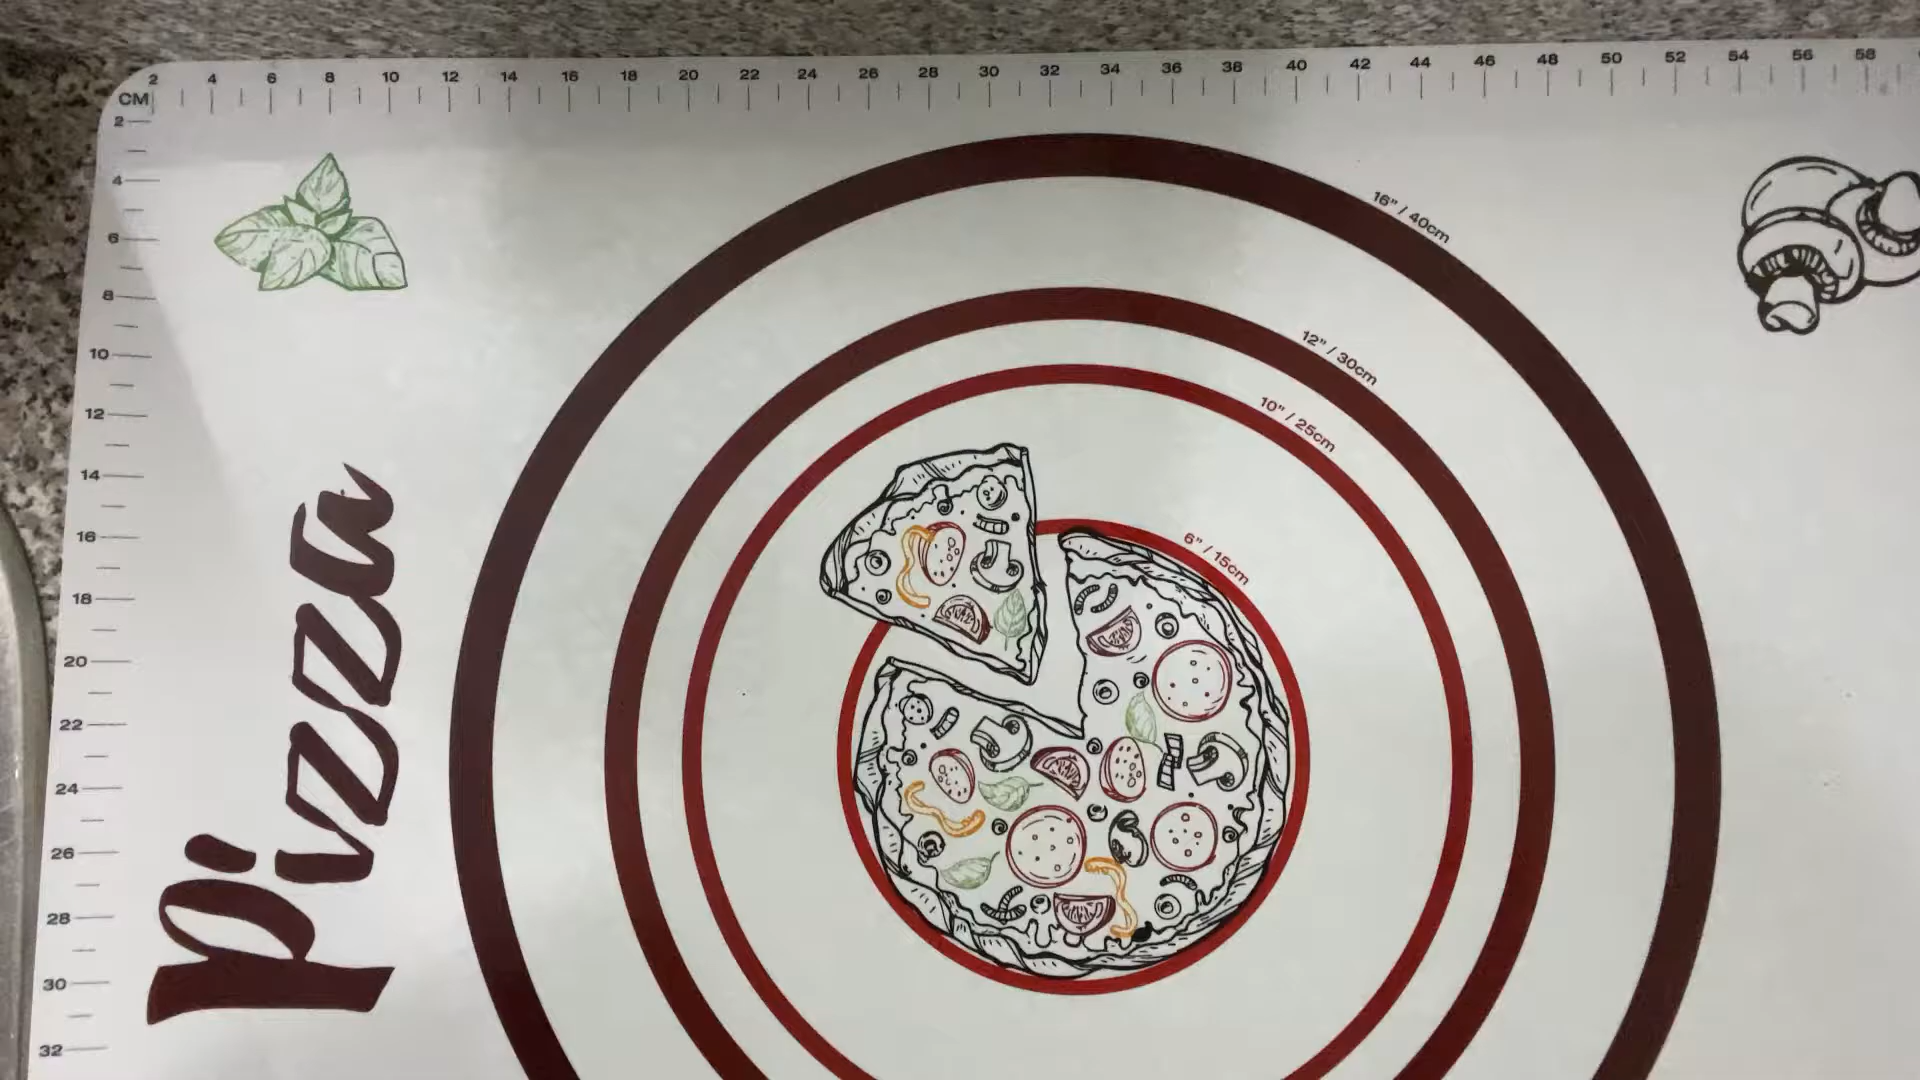 2 4 6 8 10 12 14 16 18 20 22 24 26 28 30 32 34 36 38 40 42 44 46 48 50 52 54 56 58
CM
2
4
6
8
10
12
14
16
18
20
22
24
26
28
30
32
16" / 40cm
12" / 30cm
10" / 25cm
6" / 15cm
Pizza